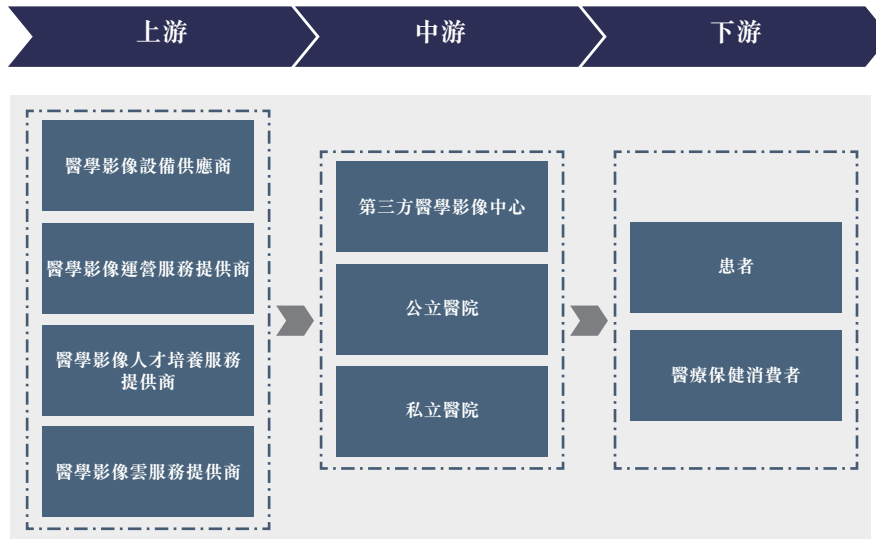 上游
中游
下游
醫學影像設備供應商
醫學影像運營服務提供商
醫學影像人才培養服務
提供商
醫學影像雲服務提供商
第三方醫學影像中心
公立醫院
私立醫院
患者
醫療保健消費者